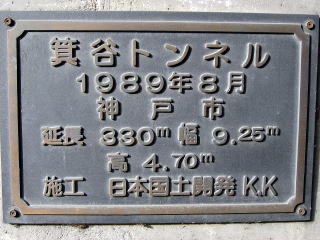 箕谷トンネル
1989年8月
神戸市
延長 330m 幅 9.25m
高 4.70m
施工 日本国土開発K.K